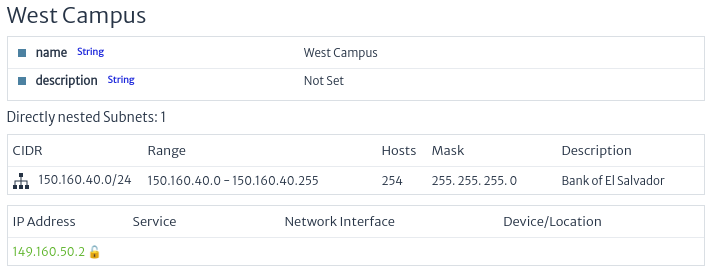 West Campus
name String West Campus
description String Not Set
Directly nested Subnets: 1
CIDR Range Hosts Mask Description
150.160.40.0/24 150.160.40.0 - 150.160.40.255 254 255. 255. 255. 0 Bank of El Salvador
IP Address Service Network Interface Device/Location
149.160.50.2